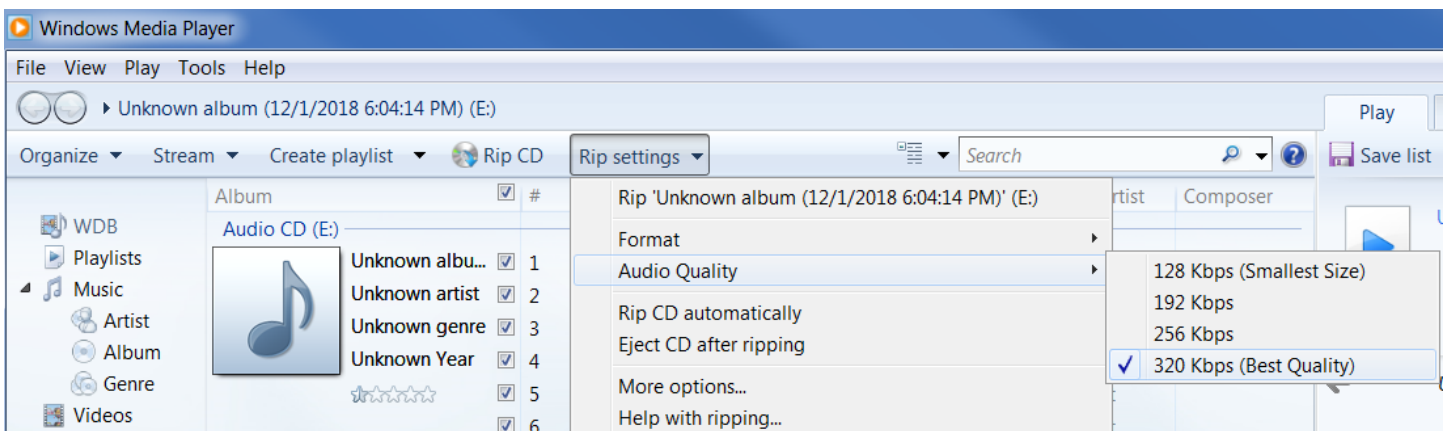 Windows Media Player
File View Play Tools Help
Unknown album (12/1/2018 6:04:14 PM) (E:)
Play
Organize Stream Create playlist Rip CD Rip settings Search Save list
Album # Composer
Rip 'Unknown album (12/1/2018 6:04:14 PM)' (E:)
Format
Audio Quality
Rip CD automatically
Eject CD after ripping
More options...
Help with ripping...
128 Kbps (Smallest Size)
192 Kbps
256 Kbps
320 Kbps (Best Quality)
WDB
Playlists
Music
Artist
Album
Genre
Videos
Audio CD (E:)
Unknown albu... 1
Unknown artist 2
Unknown genre 3
Unknown Year 4
5
6